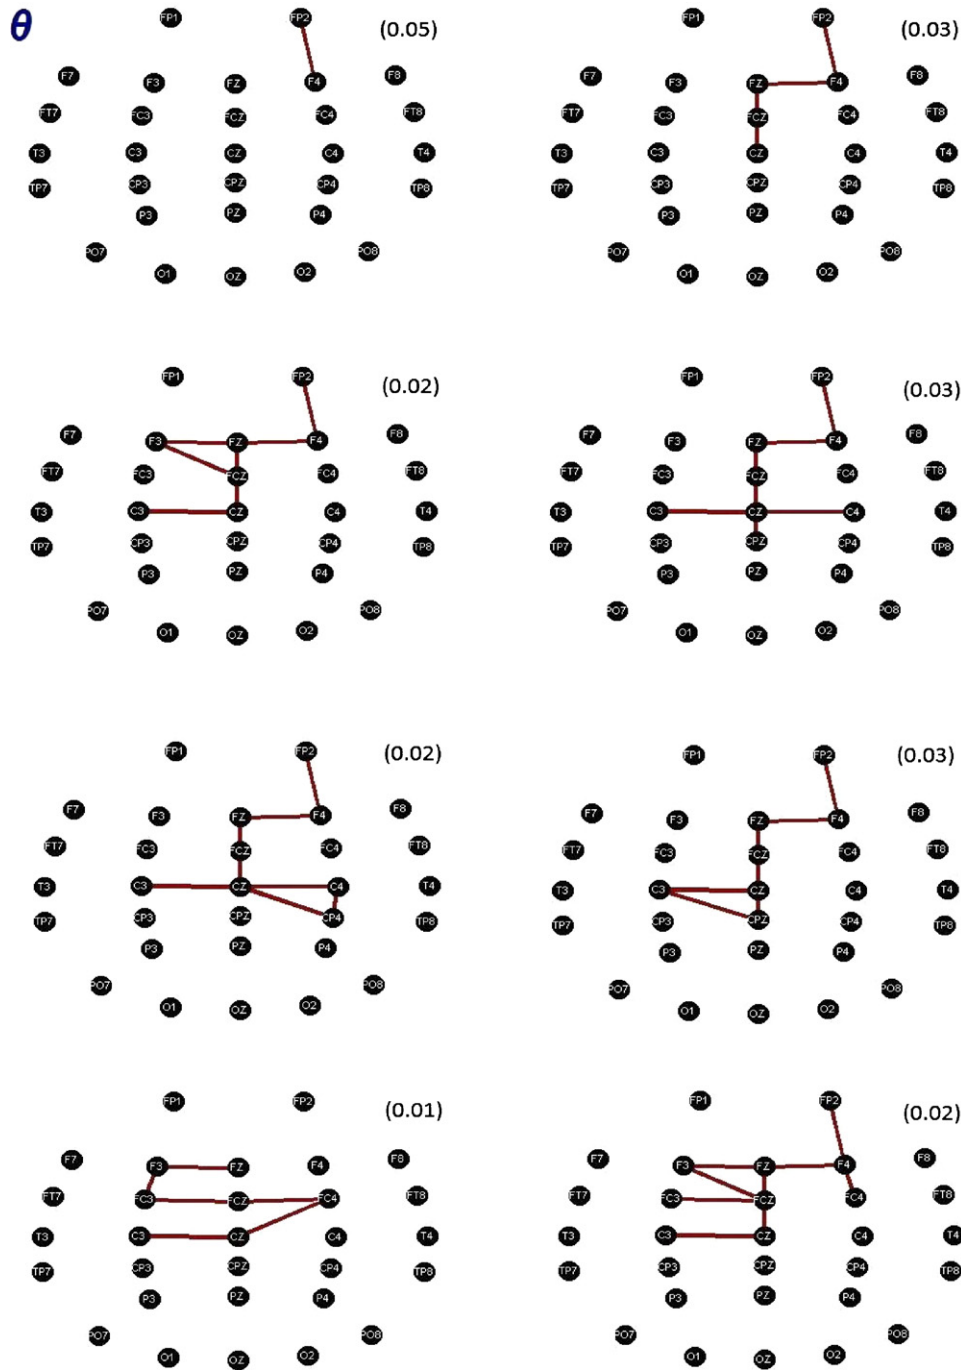 θ
FP1 FP2 (0.05)
F7 F3 FZ F4 F8
FT7 FC3 FCZ FC4 FT8
T3 C3 CZ C4 T4
TP7 CP3 CPZ CP4 TP8
P3 PZ P4
PO7 PO8
O1 OZ O2
FP1 FP2 (0.03)
F7 F3 FZ F4 F8
FT7 FC3 FCZ FC4 FT8
T3 C3 CZ C4 T4
TP7 CP3 CPZ CP4 TP8
P3 PZ P4
PO7 PO8
O1 OZ O2
FP1 FP2 (0.02)
F7 F3 FZ F4 F8
FT7 FC3 FCZ FC4 FT8
T3 C3 CZ C4 T4
TP7 CP3 CPZ CP4 TP8
P3 PZ P4
PO7 PO8
O1 OZ O2
FP1 FP2 (0.03)
F7 F3 FZ F4 F8
FT7 FC3 FCZ FC4 FT8
T3 C3 CZ C4 T4
TP7 CP3 CPZ CP4 TP8
P3 PZ P4
PO7 PO8
O1 OZ O2
FP1 FP2 (0.02)
F7 F3 FZ F4 F8
FT7 FC3 FCZ FC4 FT8
T3 C3 CZ C4 T4
TP7 CP3 CPZ CP4 TP8
P3 PZ P4
PO7 PO8
O1 OZ O2
FP1 FP2 (0.03)
F7 F3 FZ F4 F8
FT7 FC3 FCZ FC4 FT8
T3 C3 CZ C4 T4
TP7 CP3 CPZ CP4 TP8
P3 PZ P4
PO7 PO8
O1 OZ O2
FP1 FP2 (0.01)
F7 F3 FZ F4 F8
FT7 FC3 FCZ FC4 FT8
T3 C3 CZ C4 T4
TP7 CP3 CPZ CP4 TP8
P3 PZ P4
PO7 PO8
O1 OZ O2
FP1 FP2 (0.02)
F7 F3 FZ F4 F8
FT7 FC3 FCZ FC4 FT8
T3 C3 CZ C4 T4
TP7 CP3 CPZ CP4 TP8
P3 PZ P4
PO7 PO8
O1 OZ O2